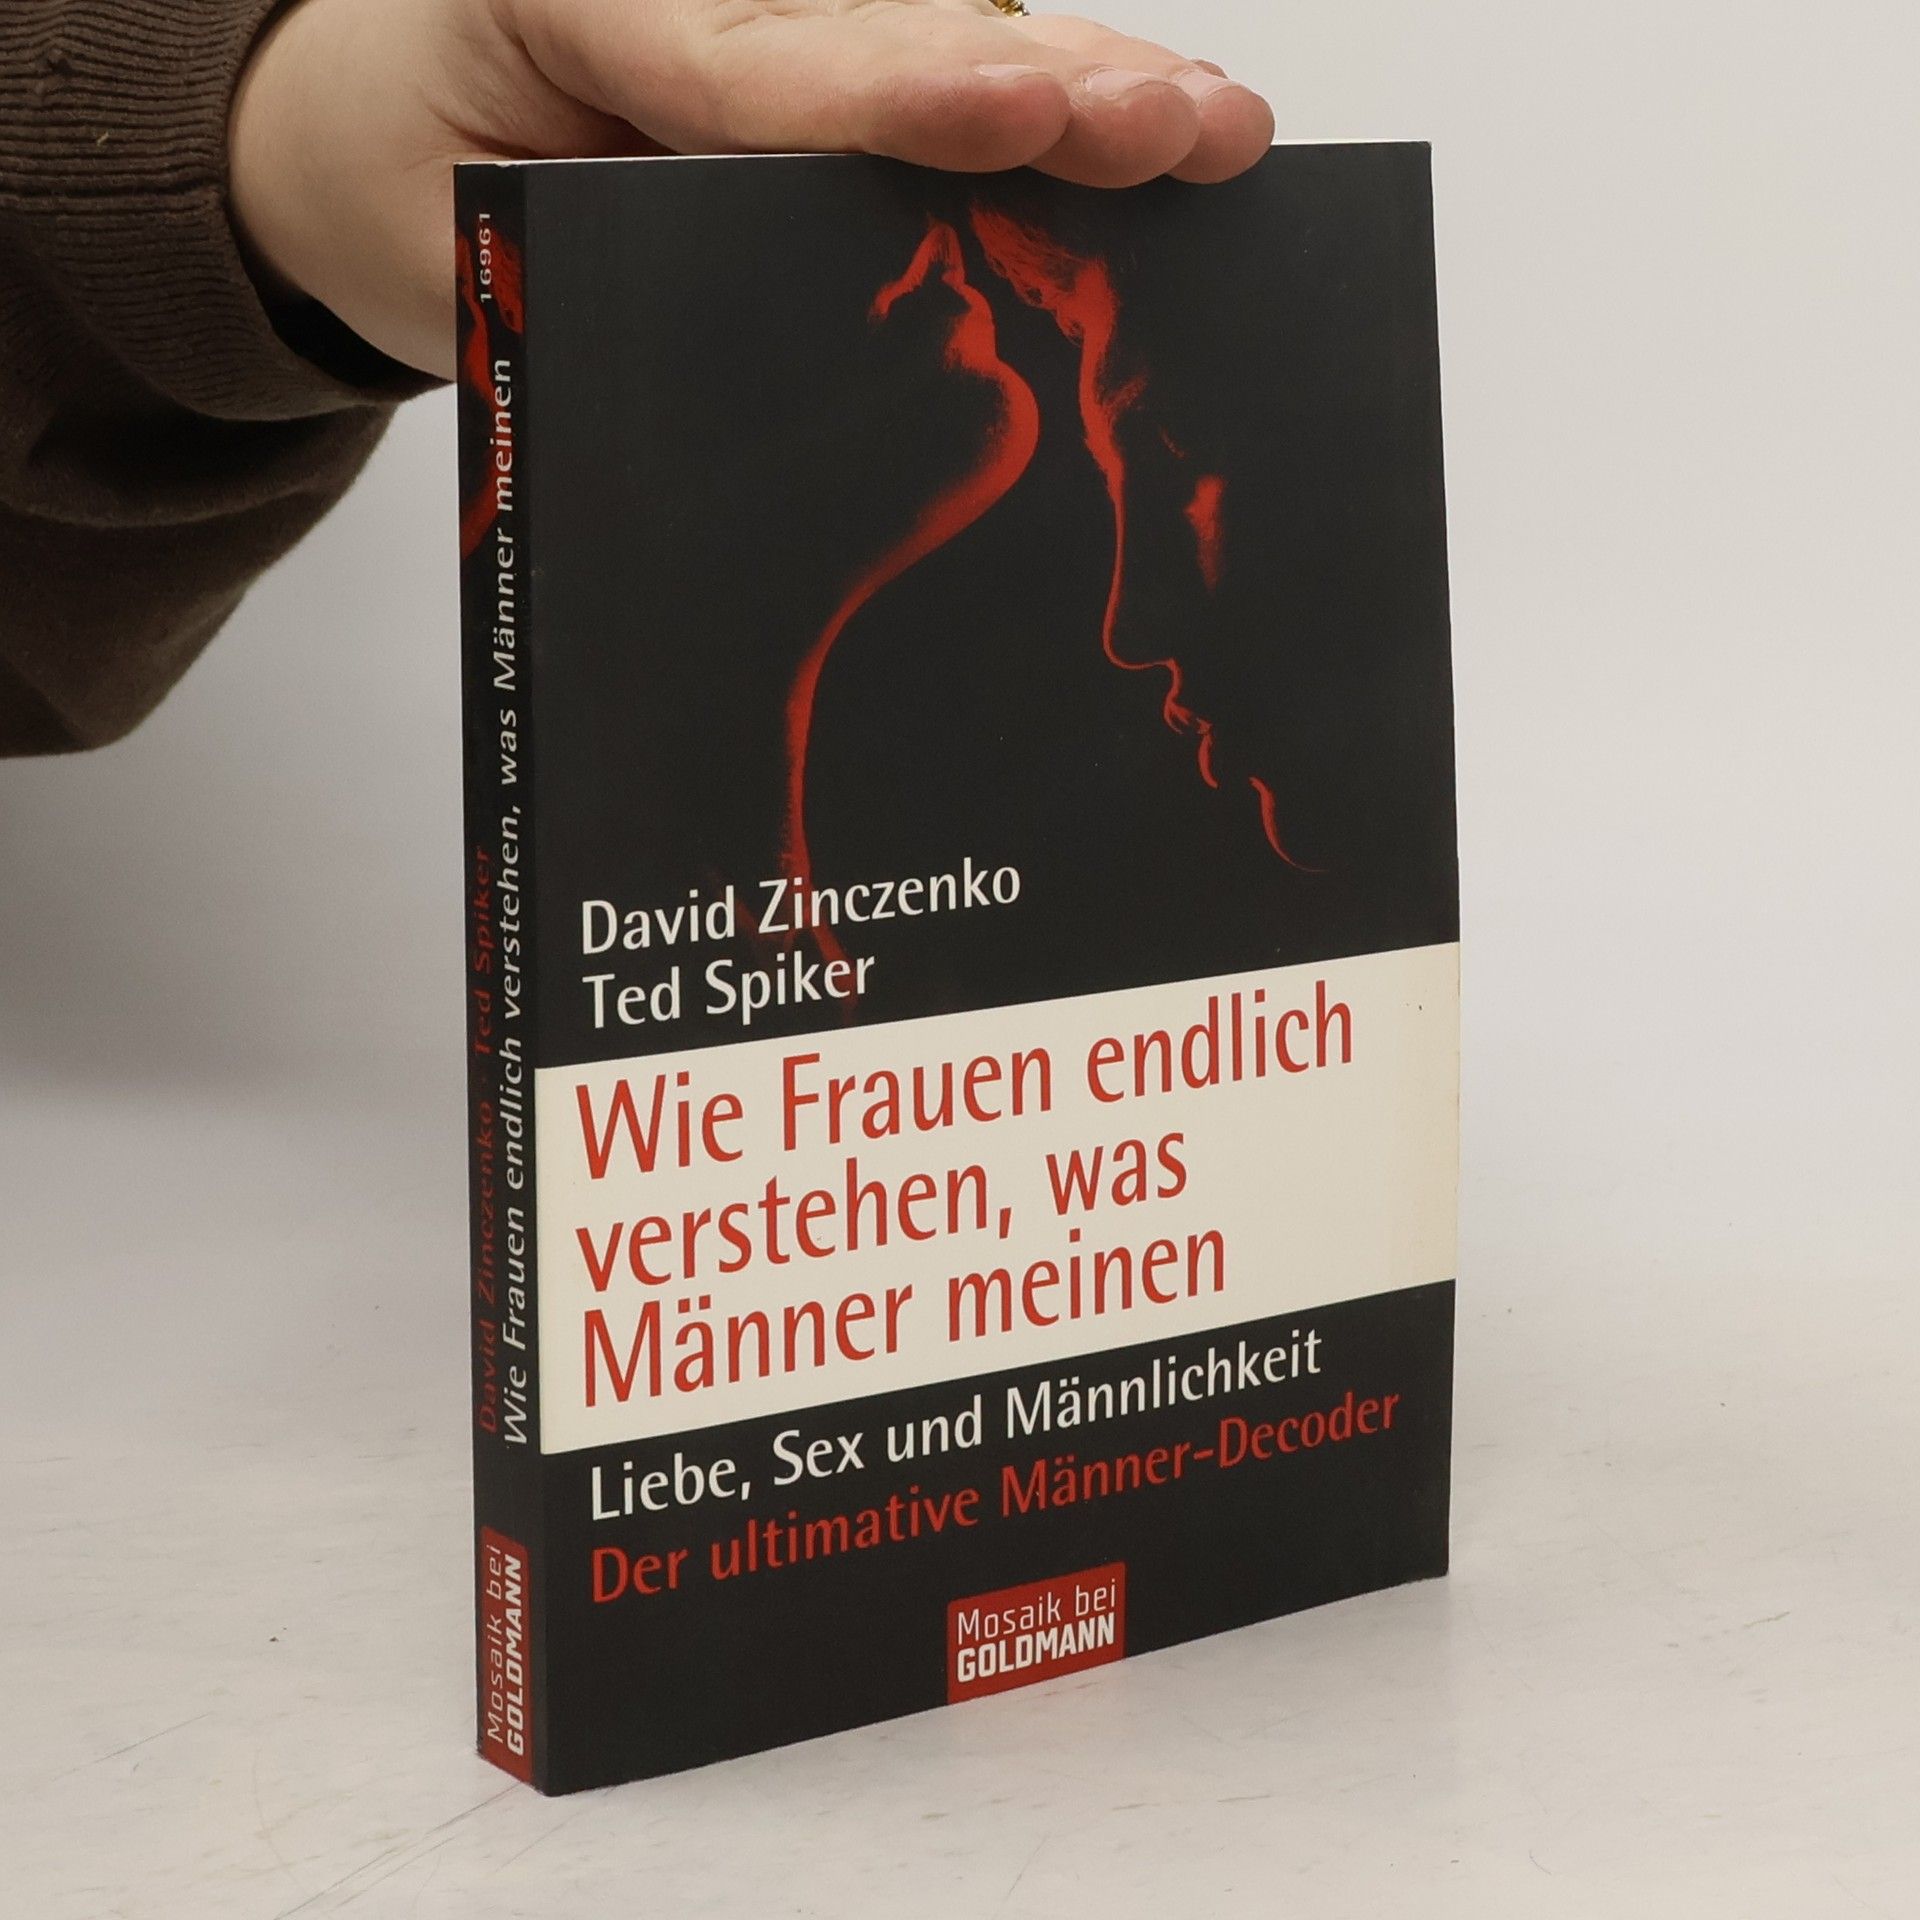 David Zinczenko
Ted Spiker
Wie Frauen endlich
verstehen, was
Männer meinen
Liebe, Sex und Männlichkeit
Der ultimative Männer-Decoder
Mosaik bei
GOLDMANN
16961
David Zinczenko · Ted Spiker
Wie Frauen endlich verstehen, was Männer meinen
Mosaik bei
GOLDMANN